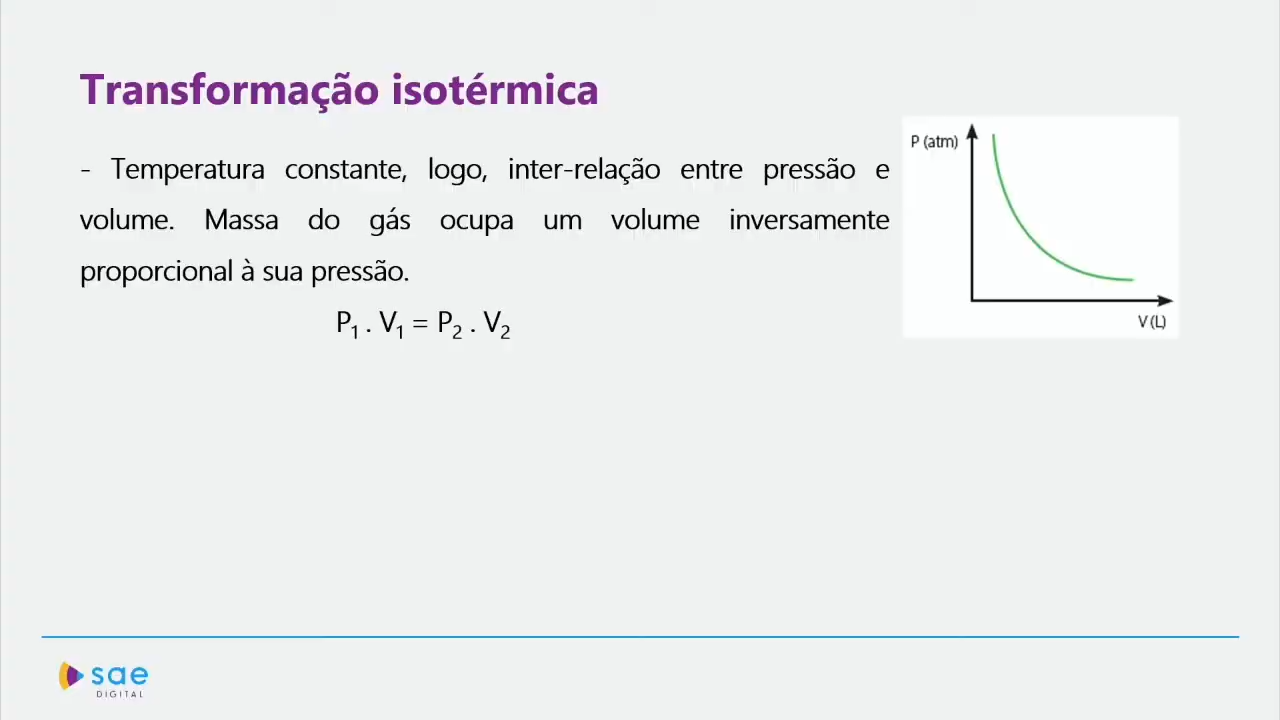 Transformação isotérmica
- Temperatura constante, logo, inter-relação entre pressão e
volume. Massa do gás ocupa um volume inversamente
proporcional à sua pressão.
P₁ . V₁ = P₂ . V₂
P (atm)
V (L)
sae
DIGITAL